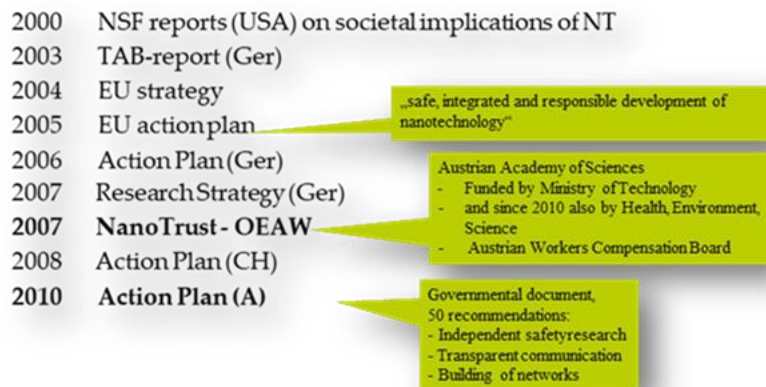 2000 NSF reports (USA) on societal implications of NT
2003 TAB-report (Ger)
2004 EU strategy
2005 EU action plan
„safe, integrated and responsible development of
nanotechnology“
2006 Action Plan (Ger)
2007 Research Strategy (Ger)
2007 NanoTrust - OEAW
Austrian Academy of Sciences
- Funded by Ministry of Technology
- and since 2010 also by Health, Environment,
Science
- Austrian Workers Compensation Board
2008 Action Plan (CH)
2010 Action Plan (A)
Governmental document,
50 recommendations:
- Independent safety research
- Transparent communication
- Building of networks